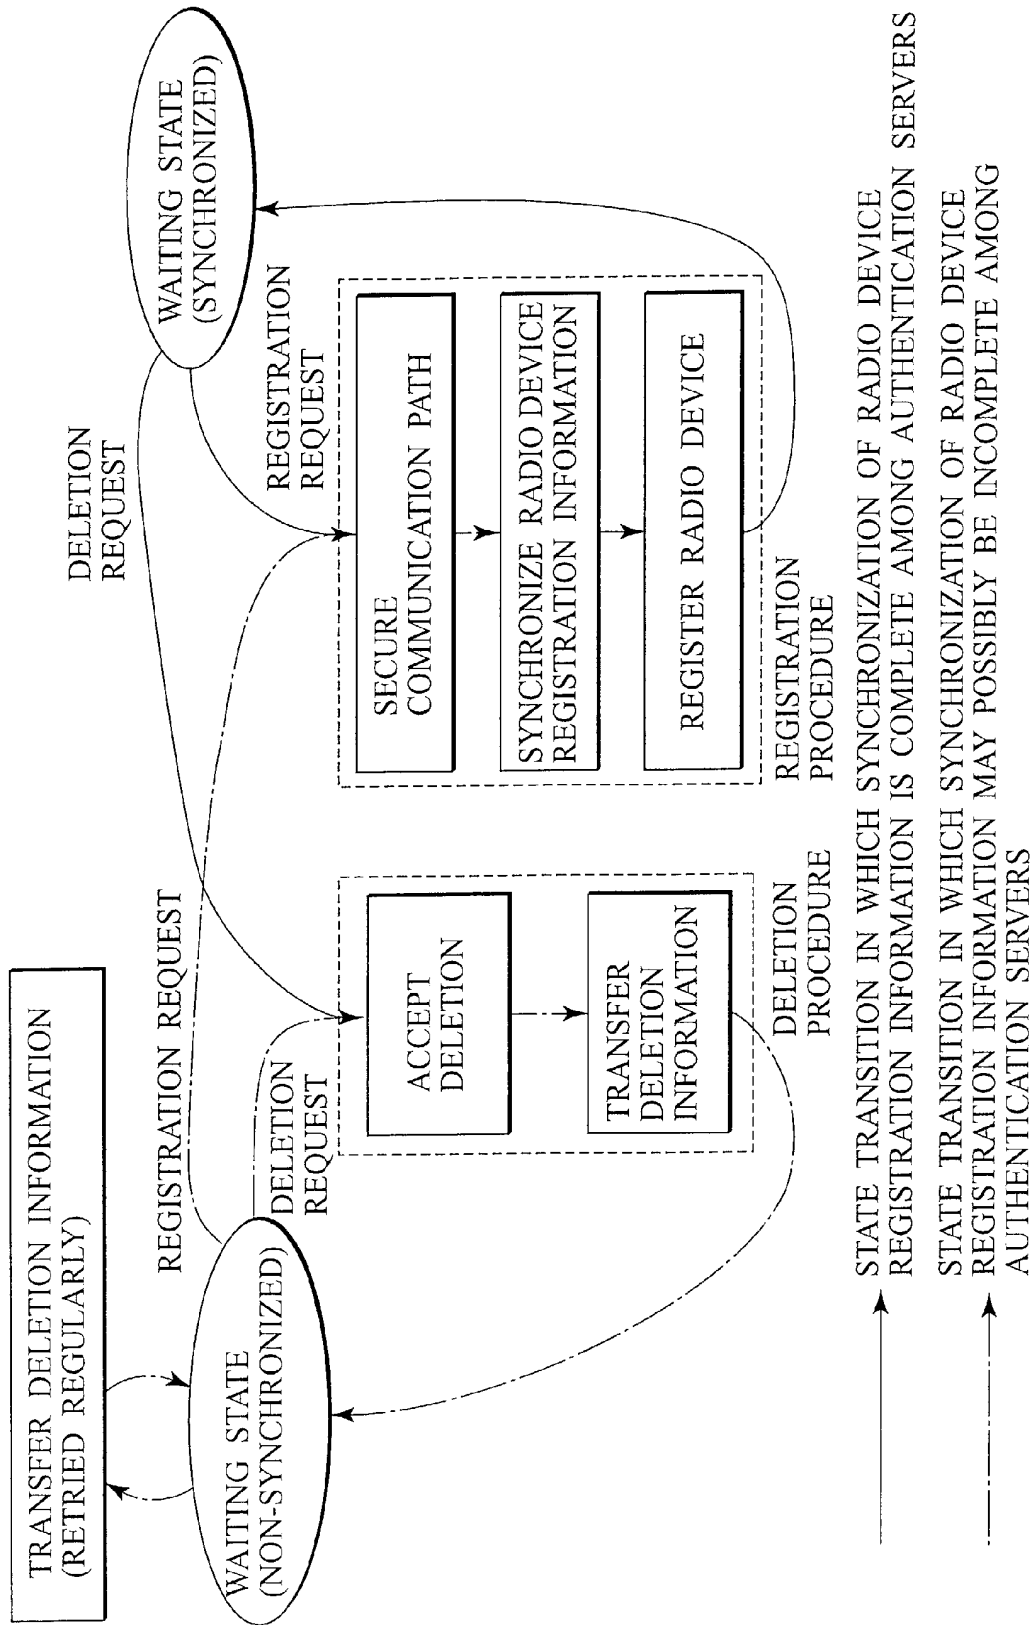 TRANSFER DELETION INFORMATION
(RETRIED REGULARLY)
WAITING STATE
(NON-SYNCHRONIZED)
REGISTRATION REQUEST
DELETION
REQUEST
DELETION
REQUEST
WAITING STATE
(SYNCHRONIZED)
REGISTRATION
REQUEST
ACCEPT
DELETION
TRANSFER
DELETION
INFORMATION
DELETION
PROCEDURE
SECURE
COMMUNICATION PATH
SYNCHRONIZE RADIO DEVICE
REGISTRATION INFORMATION
REGISTER RADIO DEVICE
REGISTRATION
PROCEDURE
STATE TRANSITION IN WHICH SYNCHRONIZATION OF RADIO DEVICE
REGISTRATION INFORMATION IS COMPLETE AMONG AUTHENTICATION SERVERS
STATE TRANSITION IN WHICH SYNCHRONIZATION OF RADIO DEVICE
REGISTRATION INFORMATION MAY POSSIBLY BE INCOMPLETE AMONG
AUTHENTICATION SERVERS